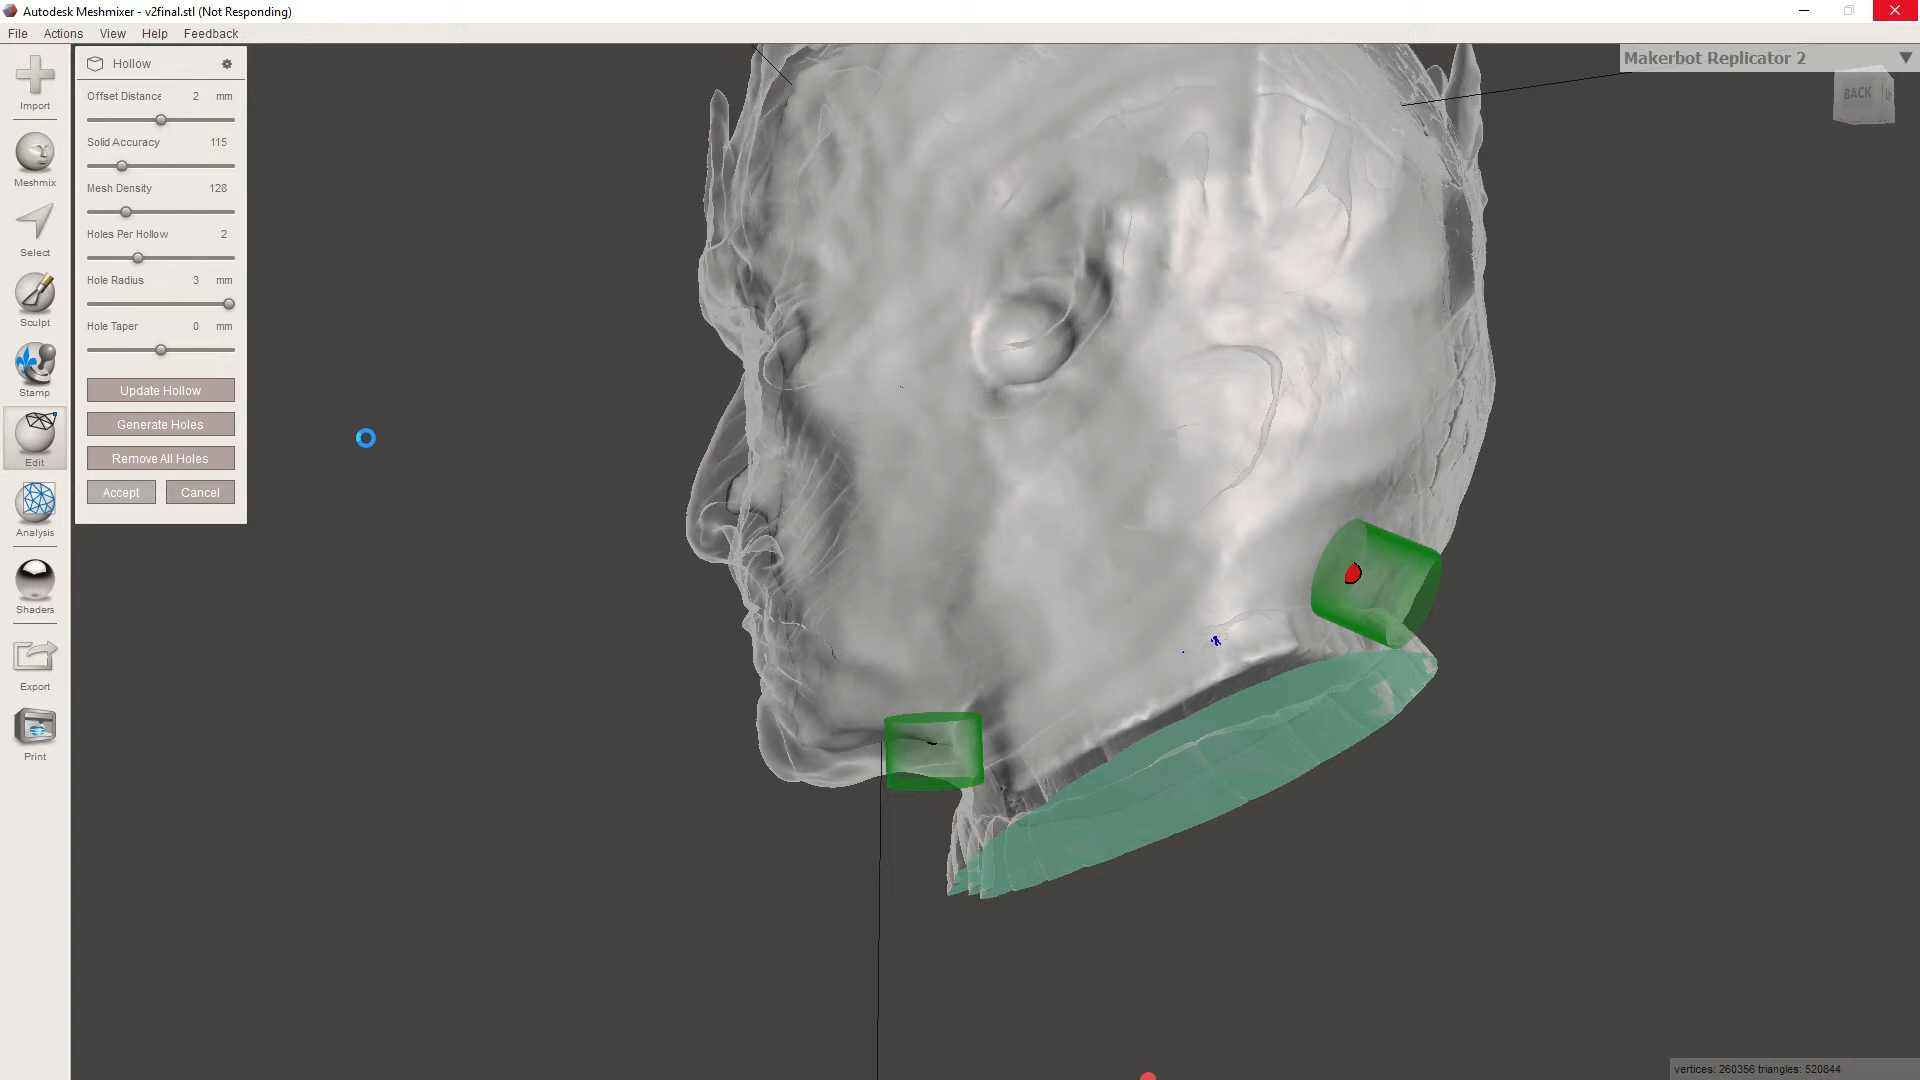 Autodesk Meshmixer - v2final.stl (Not Responding)
File Actions View Help Feedback
Import
Meshmix
Select
Sculpt
Stamp
Edit
Analysis
Shaders
Export
Print
Hollow
Offset Distance 2 mm
Solid Accuracy 115
Mesh Density 128
Holes Per Hollow 2
Hole Radius 3 mm
Hole Taper 0 mm
Update Hollow
Generate Holes
Remove All Holes
Accept Cancel
Makerbot Replicator 2
BACK
vertices: 260356 triangles: 520844